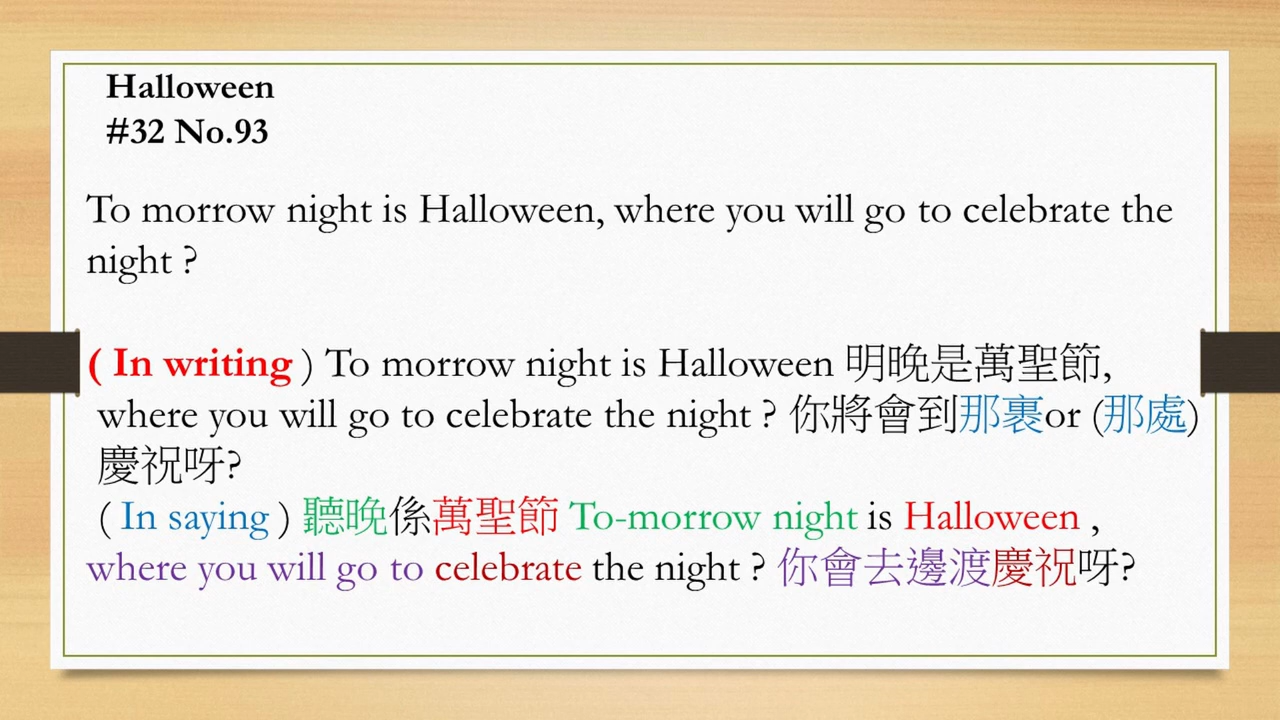 Halloween
#32 No.93
To morrow night is Halloween, where you will go to celebrate the
night ?
( In writing ) To morrow night is Halloween 明晚是萬聖節,
where you will go to celebrate the night ? 你將會到那裏or (那處)
慶祝呀?
( In saying ) 聽晚係萬聖節 To-morrow night is Halloween ,
where you will go to celebrate the night ? 你會去邊渡慶祝呀?